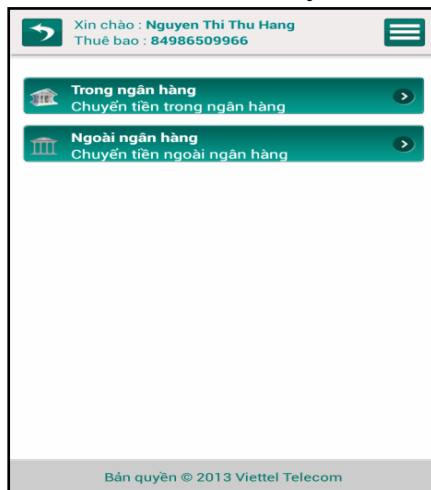 Xin chào : Nguyen Thi Thu Hang
Thuê bao : 84986509966
Trong ngân hàng
Chuyển tiền trong ngân hàng
Ngoài ngân hàng
Chuyển tiền ngoài ngân hàng
Bản quyền © 2013 Viettel Telecom